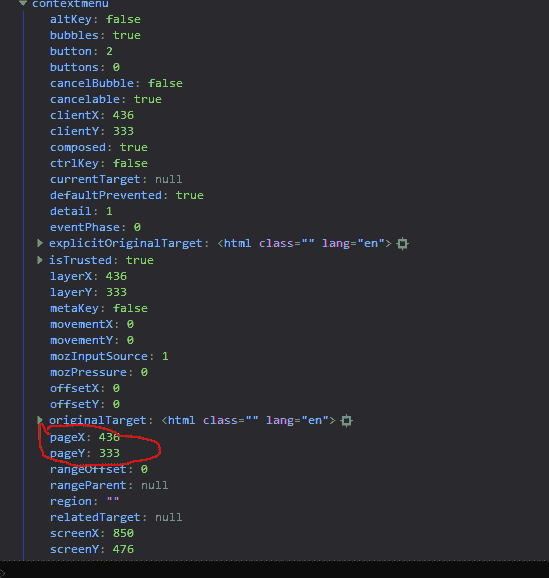 contextmenu
altKey: false
bubbles: true
button: 2
buttons: 0
cancelBubble: false
cancelable: true
clientX: 436
clientY: 333
composed: true
ctrlKey: false
currentTarget: null
defaultPrevented: true
detail: 1
eventPhase: 0
explicitOriginalTarget: <html class="" lang="en">
isTrusted: true
layerX: 436
layerY: 333
metaKey: false
movementX: 0
movementY: 0
mozInputSource: 1
mozPressure: 0
offsetX: 0
offsetY: 0
originalTarget: <html class="" lang="en">
pageX: 436
pageY: 333
rangeOffset: 0
rangeParent: null
region: ""
relatedTarget: null
screenX: 850
screenY: 476